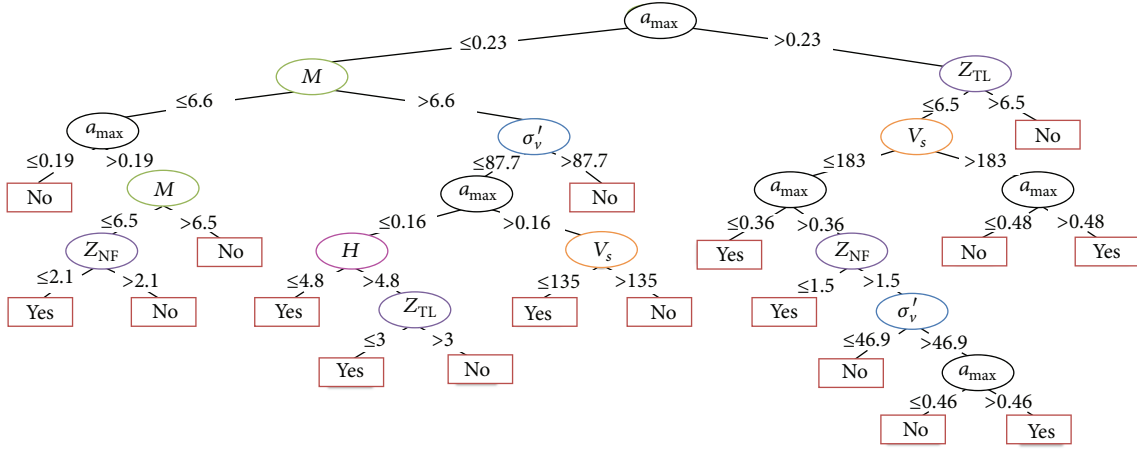 a_max
≤0.23 >0.23
M Z_TL
≤6.6 >6.6 ≤6.5 >6.5
a_max σ′_v V_s No
≤0.19 >0.19 ≤87.7 >87.7 ≤183 >183
No M a_max No a_max a_max
≤6.5 >6.5 ≤0.16 >0.16 ≤0.36 >0.36 ≤0.48 >0.48
Z_NF No H V_s Yes Z_NF No Yes
≤2.1 >2.1 ≤4.8 >4.8 ≤135 >135 ≤1.5 >1.5
Yes No Yes Z_TL Yes No Yes σ′_v
≤3 >3 ≤46.9 >46.9
Yes No No a_max
≤0.46 >0.46
No Yes